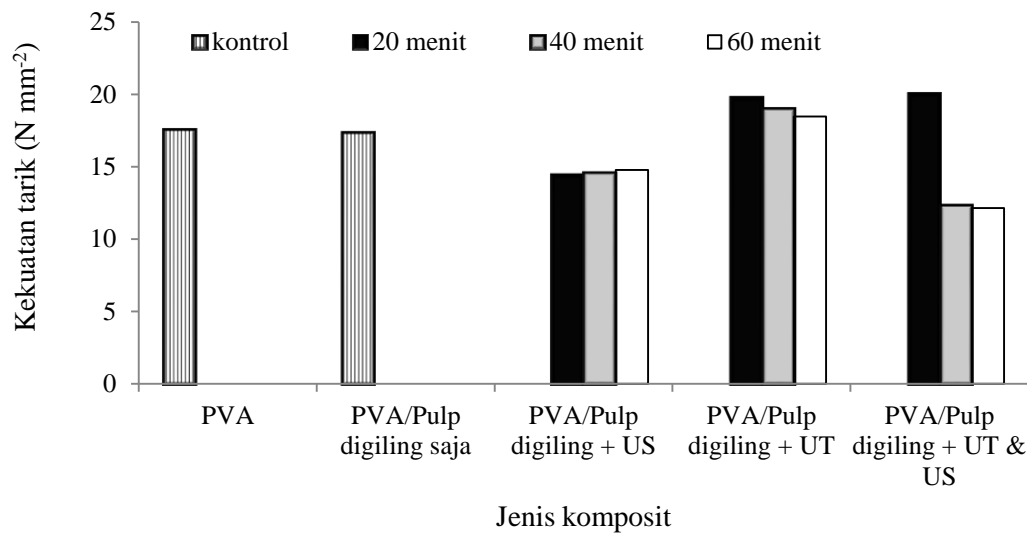 25
20
15
10
5
0
Kekuatan tarik (N mm-2)
kontrol 20 menit 40 menit 60 menit
PVA
PVA/Pulp
digiling saja
PVA/Pulp
digiling + US
PVA/Pulp
digiling + UT
PVA/Pulp
digiling + UT &
US
Jenis komposit